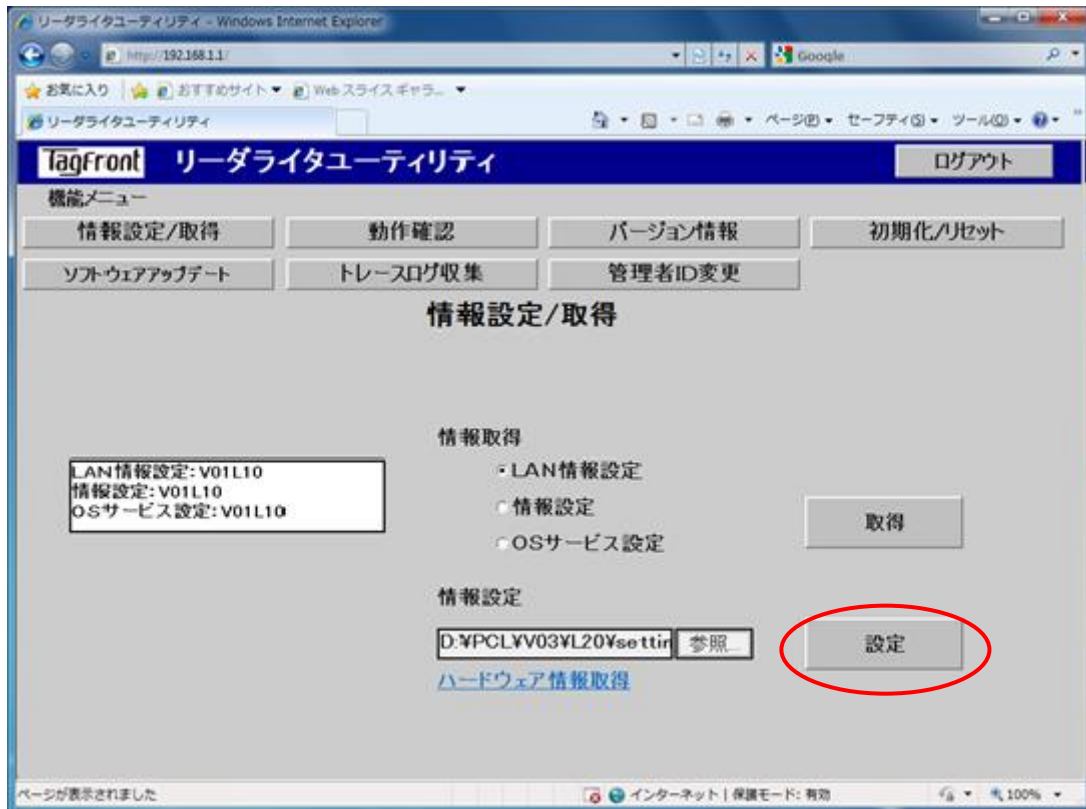 リーダライタユーティリティ - Windows Internet Explorer
http://192.168.1.1/
Google
お気に入り おすすめサイト Web スライス ギャラ...
リーダライタユーティリティ ページ(P) セーフティ(S) ツール(O)
TagFront リーダライタユーティリティ ログアウト
機能メニュー
情報設定/取得 動作確認 バージョン情報 初期化/リセット
ソフトウェアアップデート トレースログ収集 管理者ID変更
情報設定/取得
情報取得
LAN情報設定: V01L10
情報設定: V01L10
OSサービス設定: V01L10
LAN情報設定
情報設定
OSサービス設定
取得
情報設定
D:¥PCL¥V03¥L20¥settin 参照...
設定
ハードウェア情報取得
ページが表示されました インターネット | 保護モード: 有効 100%